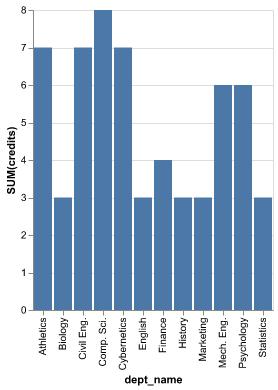 8
7
6
5
4
3
2
1
0
SUM(credits)
Athletics
Biology
Civil Eng.
Comp. Sci.
Cybernetics
English
Finance
History
Marketing
Mech. Eng.
Psychology
Statistics
dept_name